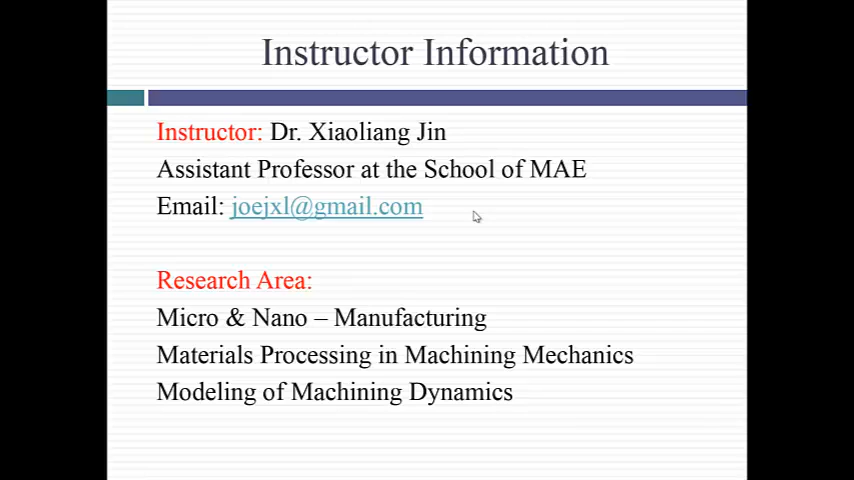 Instructor Information
Instructor: Dr. Xiaoliang Jin
Assistant Professor at the School of MAE
Email: joejxl@gmail.com
Research Area:
Micro & Nano – Manufacturing
Materials Processing in Machining Mechanics
Modeling of Machining Dynamics